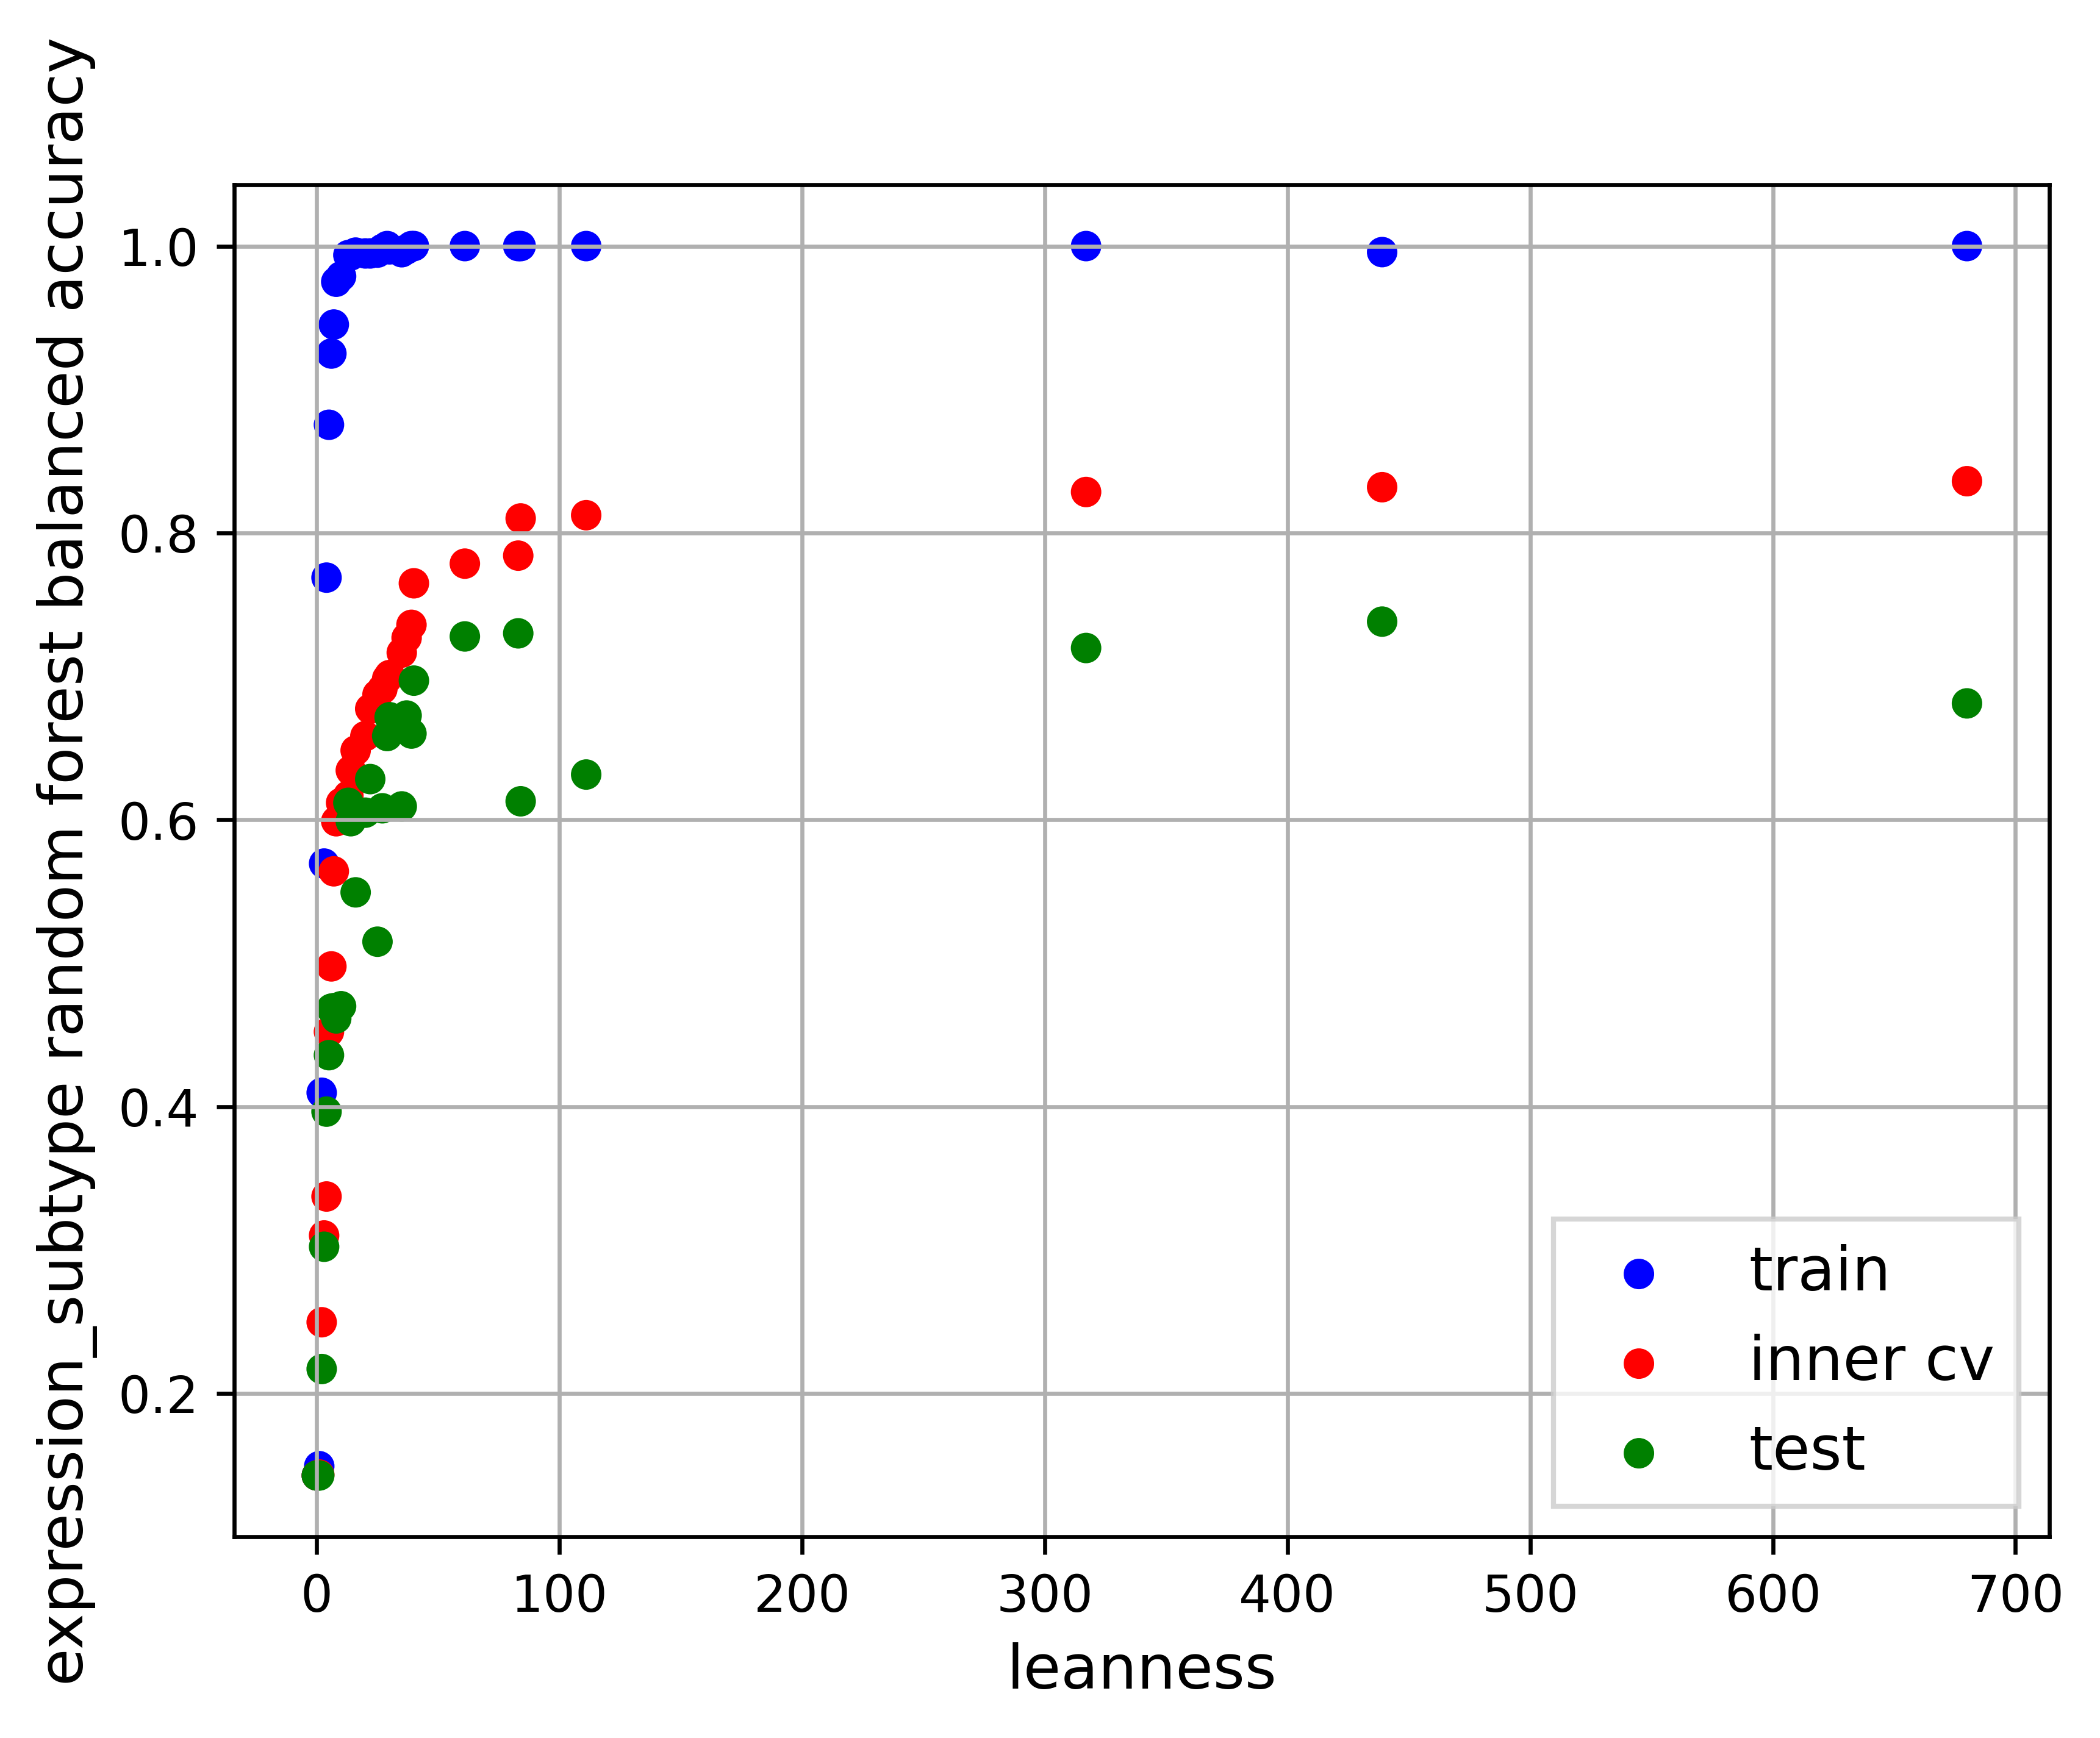 expression_subtype random forest balanced accuracy
1.0
0.8
0.6
0.4
0.2
0 100 200 300 400 500 600 700
leanness
train
inner cv
test